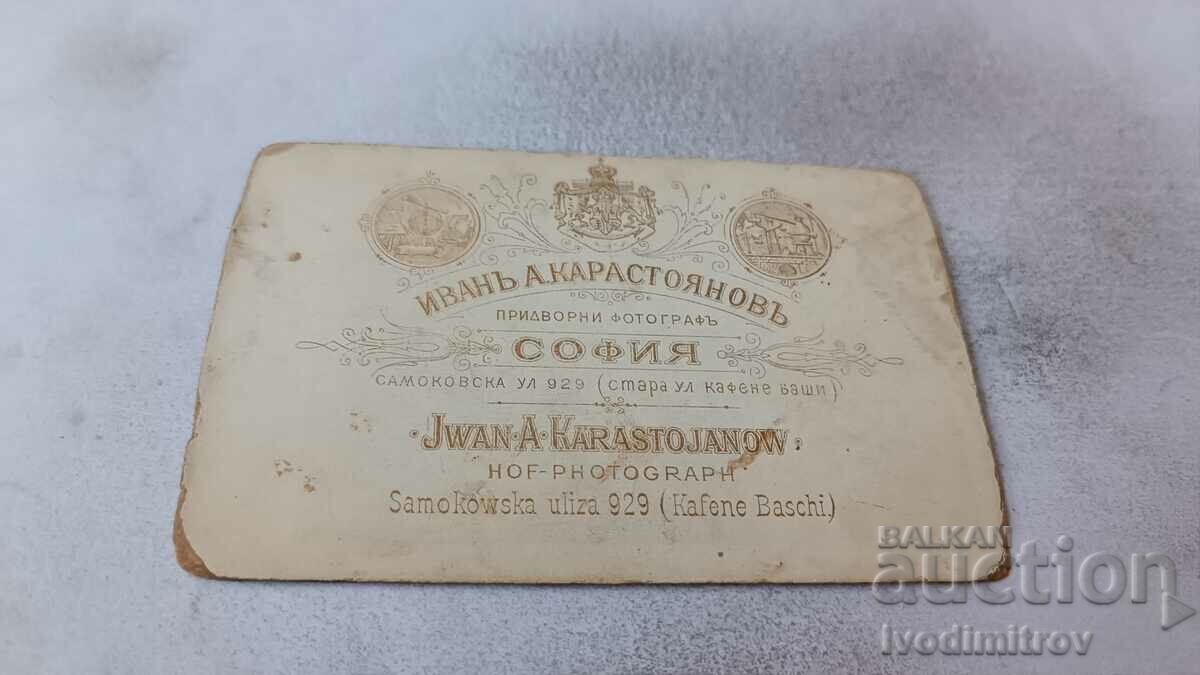 ИВАНЪ А. КАРАСТОЯНОВЪ
ПРИДВОРНИ ФОТОГРАФЪ
СОФИЯ
САМОКОВСКА УЛ 929 (СТАРА УЛ КАФЕНЕ БАШИ)
·JWAN·A·KARASTOJANOW·
HOF-PHOTOGRAPH
Samokowska uliza 929 (Kafene Baschi.)
BALKAN
auction
Ivodimitrov